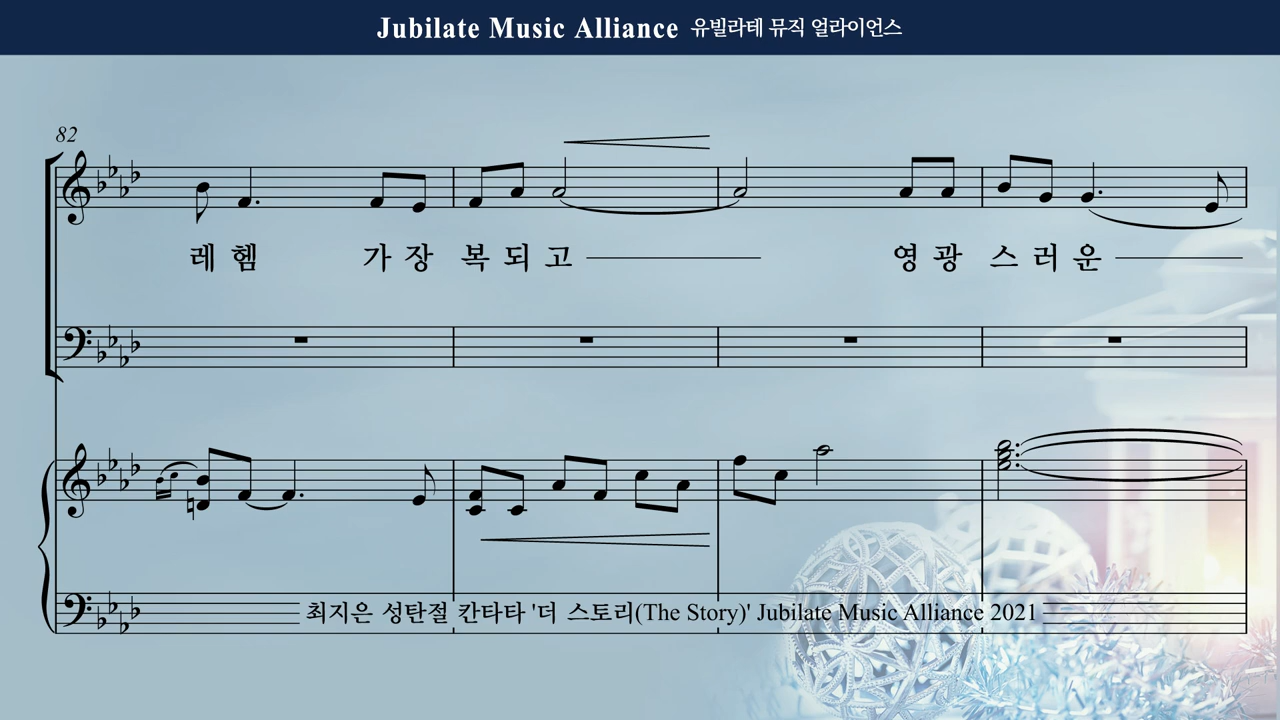 Jubilate Music Alliance 유빌라테 뮤직 얼라이언스
82
레 헴 가 장 복 되 고 영 광 스 러 운
최지은 성탄절 칸타타 '더 스토리(The Story)' Jubilate Music Alliance 2021